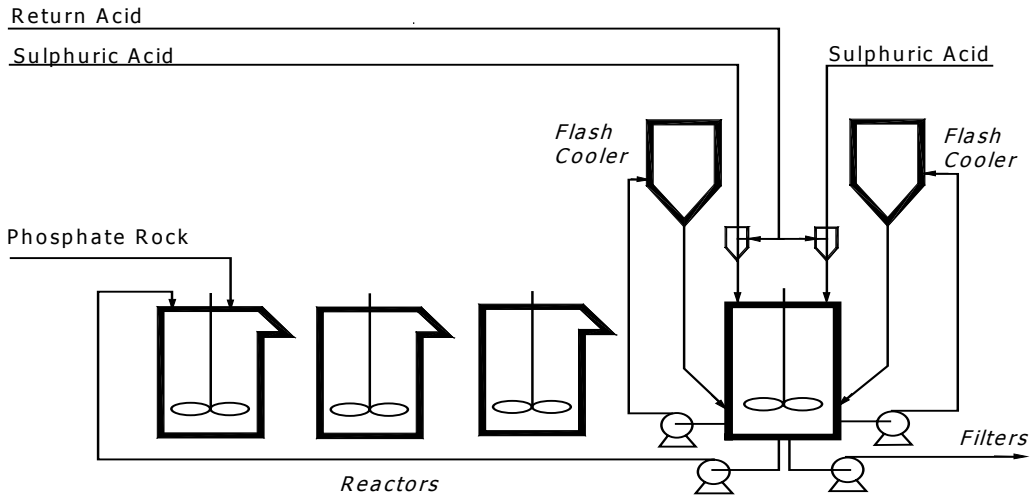 Return Acid
Sulphuric Acid
Sulphuric Acid
Flash
Cooler
Flash
Cooler
Phosphate Rock
Filters
Reactors